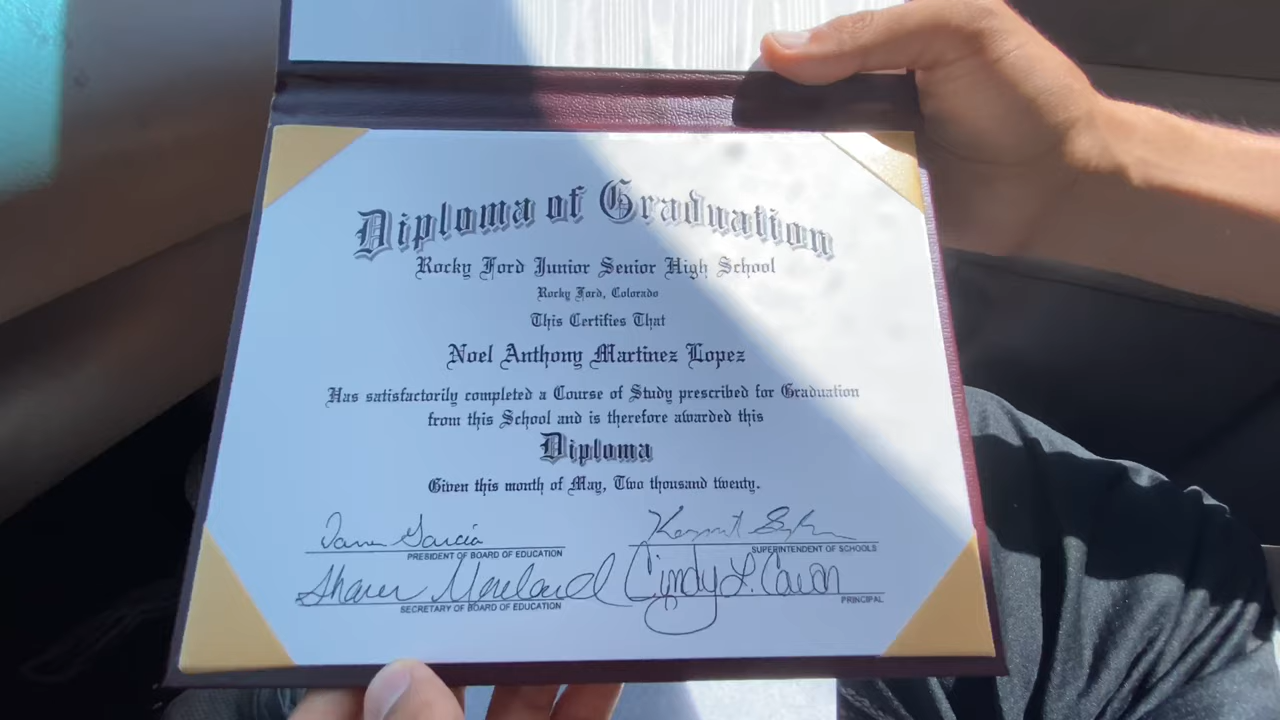 Diploma of Graduation
Rocky Ford Junior Senior High School
Rocky Ford, Colorado
This Certifies That
Noel Anthony Martinez Lopez
Has satisfactorily completed a Course of Study prescribed for Graduation
from this School and is therefore awarded this
Diploma
Given this month of May, Two thousand twenty.
Garcia
PRESIDENT OF BOARD OF EDUCATION
SUPERINTENDENT OF SCHOOLS
Cindy L.
SECRETARY OF BOARD OF EDUCATION
PRINCIPAL